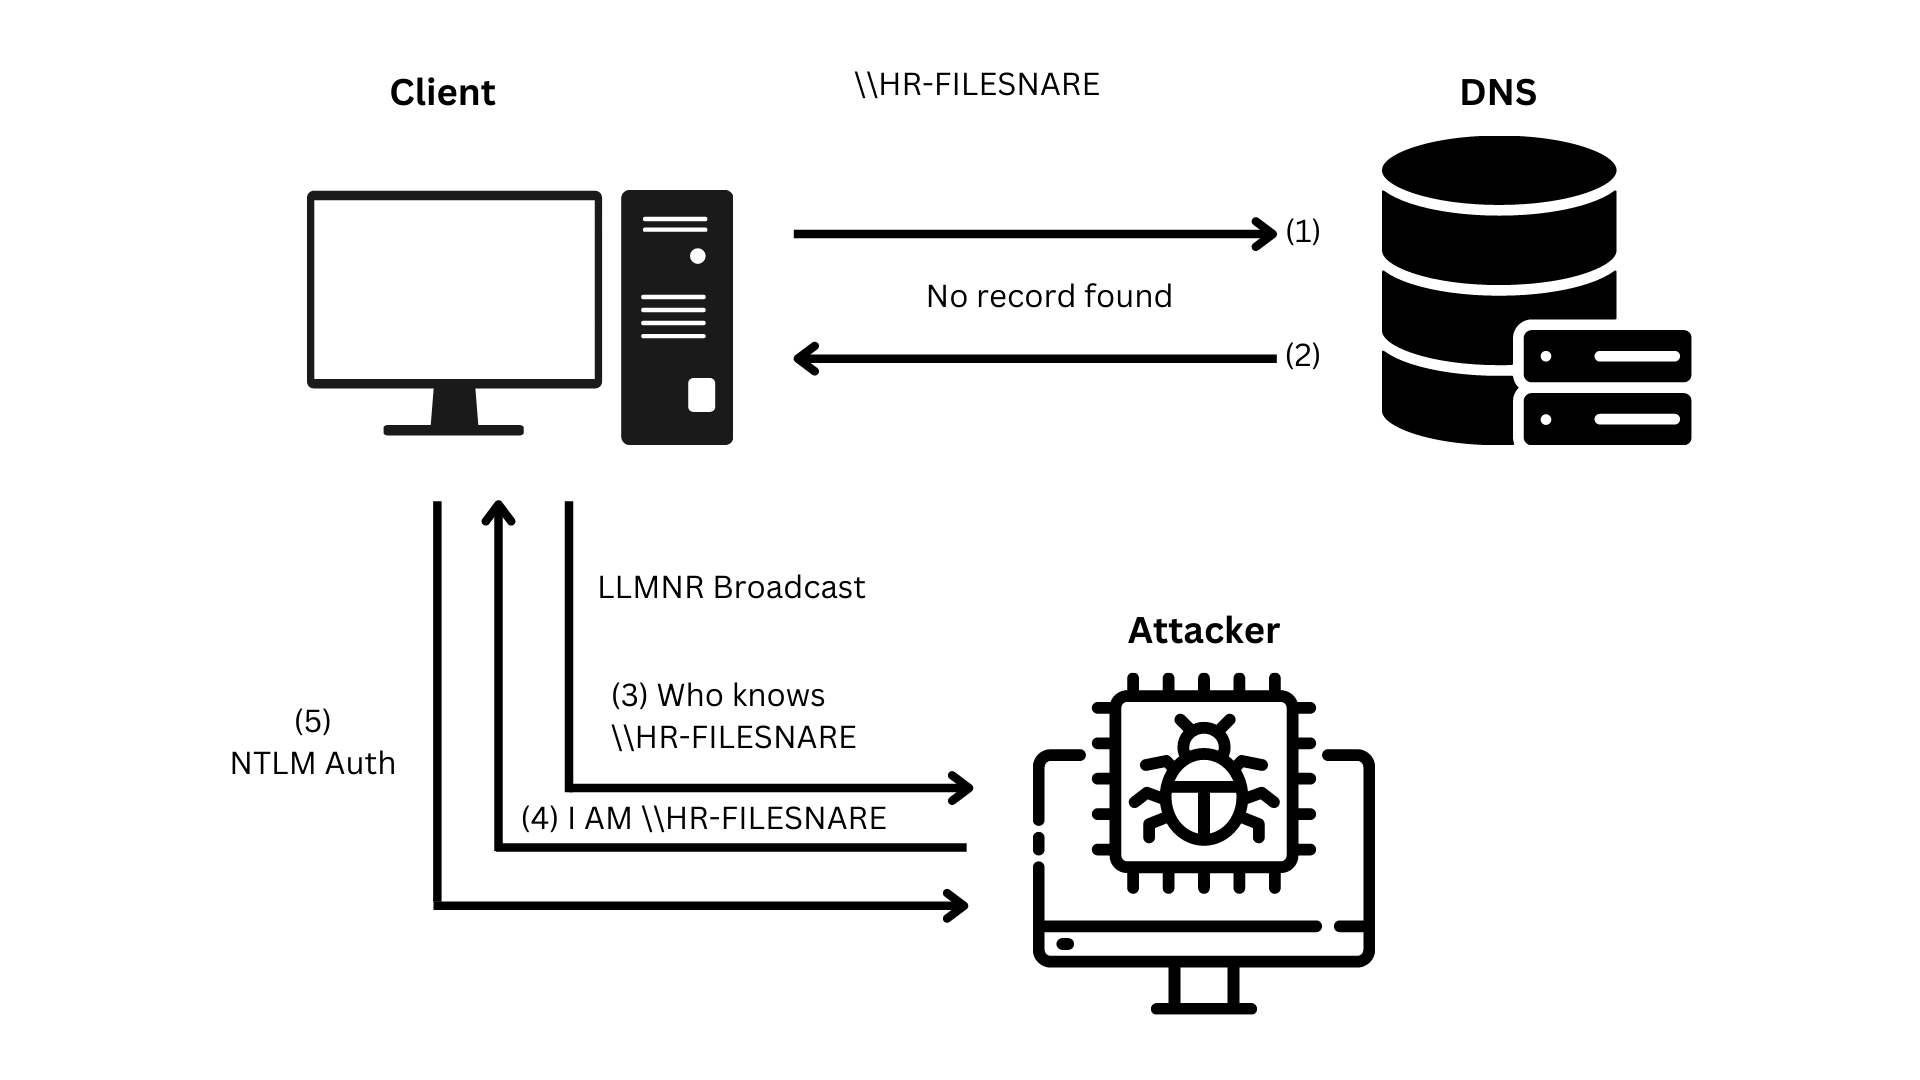 Client
\\HR-FILESNARE
DNS
(1)
No record found
(2)
LLMNR Broadcast
Attacker
(3) Who knows
\\HR-FILESNARE
(5)
NTLM Auth
(4) I AM \\HR-FILESNARE